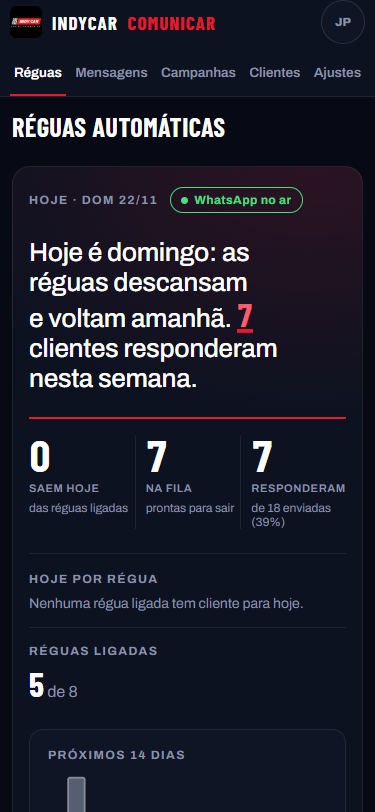 INDYCAR
INDYCAR COMUNICAR
JP
Réguas Mensagens Campanhas Clientes Ajustes
RÉGUAS AUTOMÁTICAS
HOJE · DOM 22/11
WhatsApp no ar
Hoje é domingo: as
réguas descansam
e voltam amanhã. 7
clientes responderam
nesta semana.
0
SAEM HOJE
das réguas ligadas
7
NA FILA
prontas para sair
7
RESPONDERAM
de 18 enviadas
(39%)
HOJE POR RÉGUA
Nenhuma régua ligada tem cliente para hoje.
RÉGUAS LIGADAS
5 de 8
PRÓXIMOS 14 DIAS